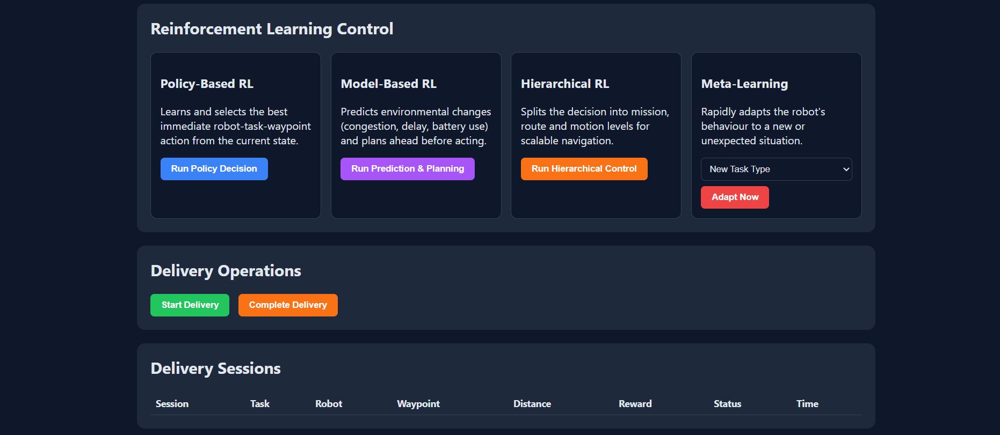 Reinforcement Learning Control
Policy-Based RL
Learns and selects the best
immediate robot-task-waypoint
action from the current state.
Run Policy Decision
Model-Based RL
Predicts environmental changes
(congestion, delay, battery use)
and plans ahead before acting.
Run Prediction & Planning
Hierarchical RL
Splits the decision into mission,
route and motion levels for
scalable navigation.
Run Hierarchical Control
Meta-Learning
Rapidly adapts the robot's
behaviour to a new or
unexpected situation.
New Task Type
Adapt Now
Delivery Operations
Start Delivery Complete Delivery
Delivery Sessions
Session Task Robot Waypoint Distance Reward Status Time